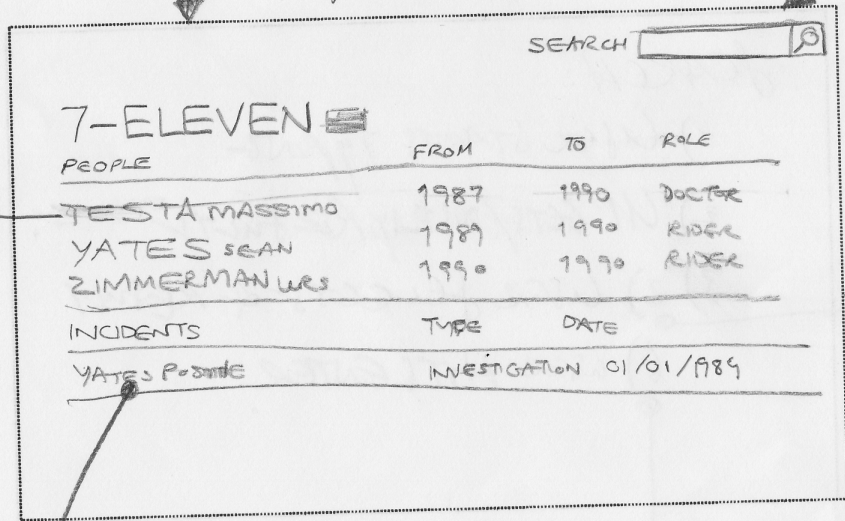 SEARCH
7-ELEVEN
PEOPLE FROM TO ROLE
TESTA MASSIMO 1987 1990 DOCTOR
YATES SEAN 1989 1990 RIDER
ZIMMERMAN URS 1990 1990 RIDER
INCIDENTS TYPE DATE
YATES INVESTIGATION 01/01/1989